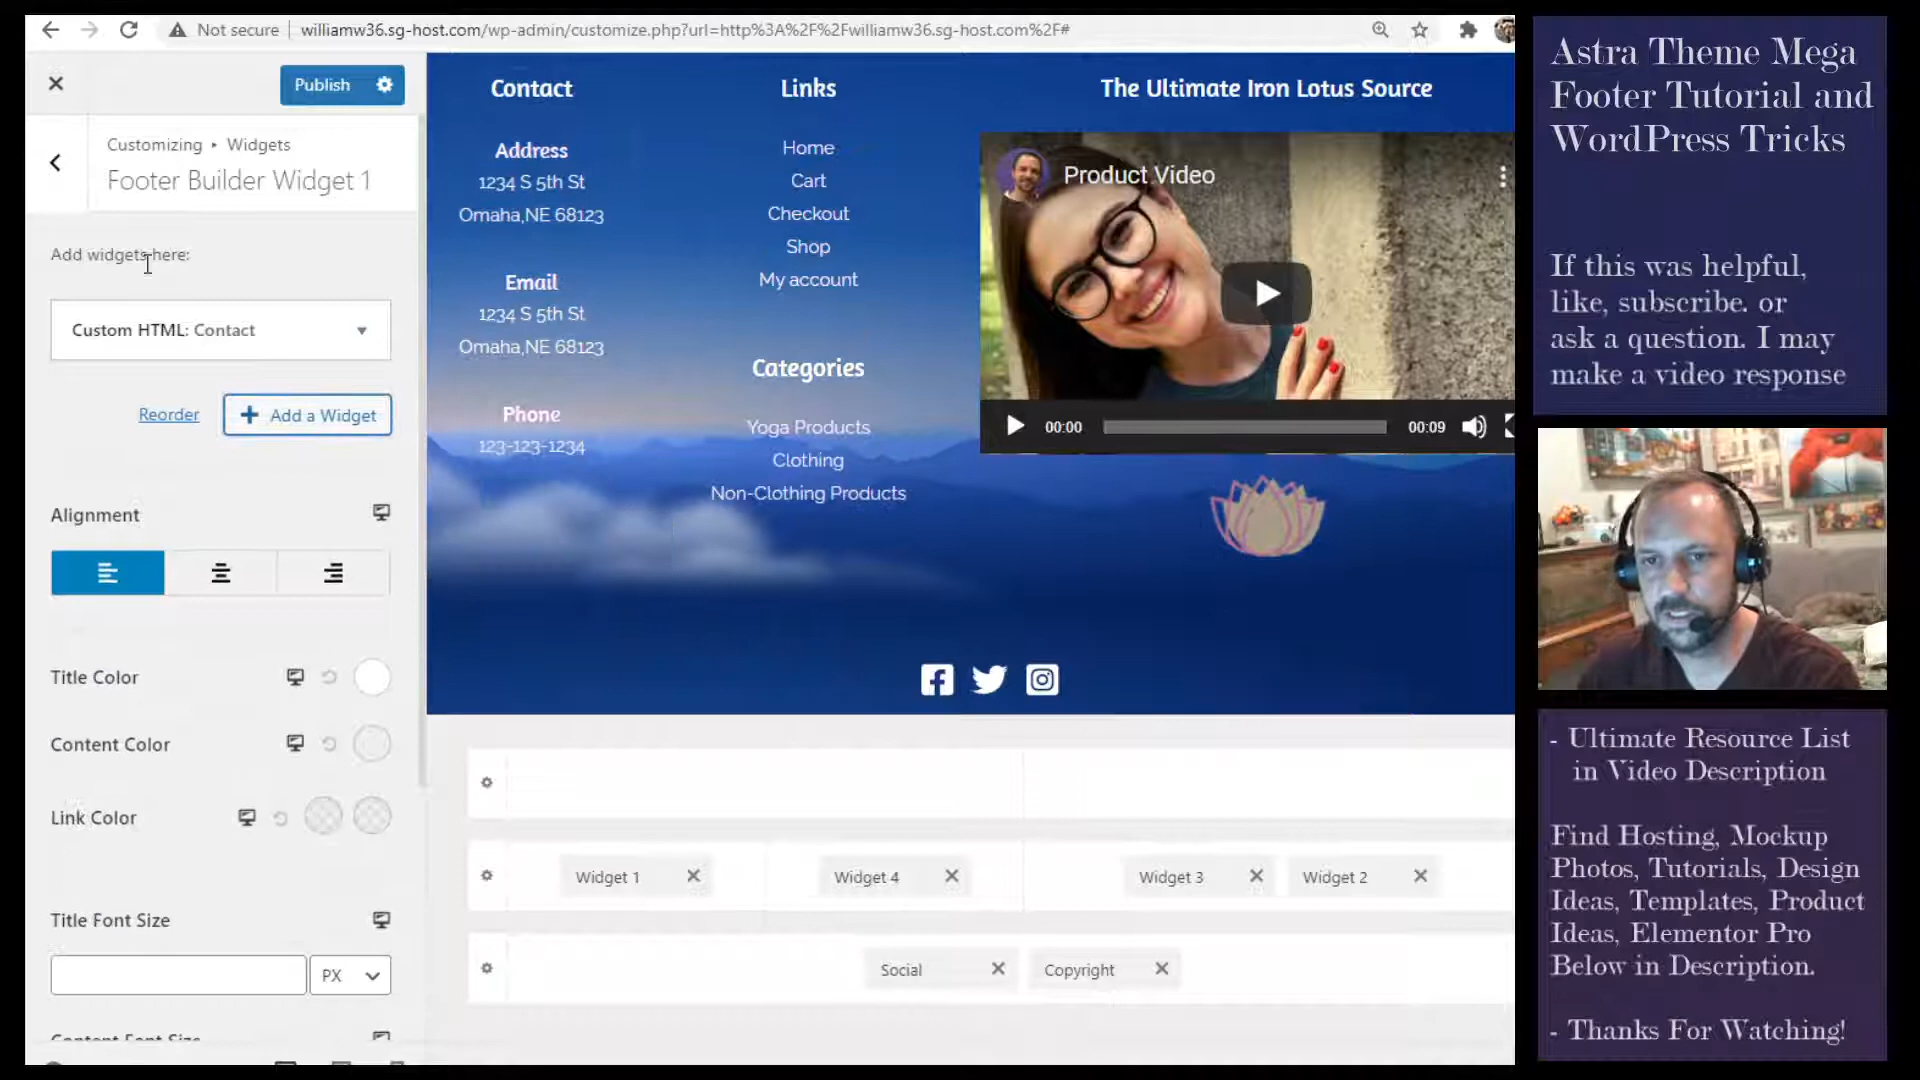 Not secure
williamw36.sg-host.com/wp-admin/customize.php?url=http%3A%2F%2Fwilliamw36.sg-host.com%2F#
Publish
Customizing ▸ Widgets
Footer Builder Widget 1
Add widgets here:
Custom HTML: Contact
Reorder
Add a Widget
Alignment
Title Color
Content Color
Link Color
Title Font Size
PX
Content Font Size
Contact
Address
1234 S 5th St
Omaha,NE 68123
Email
1234 S 5th St
Omaha,NE 68123
Phone
123-123-1234
Links
Home
Cart
Checkout
Shop
My account
Categories
Yoga Products
Clothing
Non-Clothing Products
The Ultimate Iron Lotus Source
Product Video
00:00
00:09
Widget 1
Widget 4
Widget 3
Widget 2
Social
Copyright
Astra Theme Mega
Footer Tutorial and
WordPress Tricks
If this was helpful,
like, subscribe. or
ask a question. I may
make a video response
- Ultimate Resource List
in Video Description
Find Hosting, Mockup
Photos, Tutorials, Design
Ideas, Templates, Product
Ideas, Elementor Pro
Below in Description.
- Thanks For Watching!